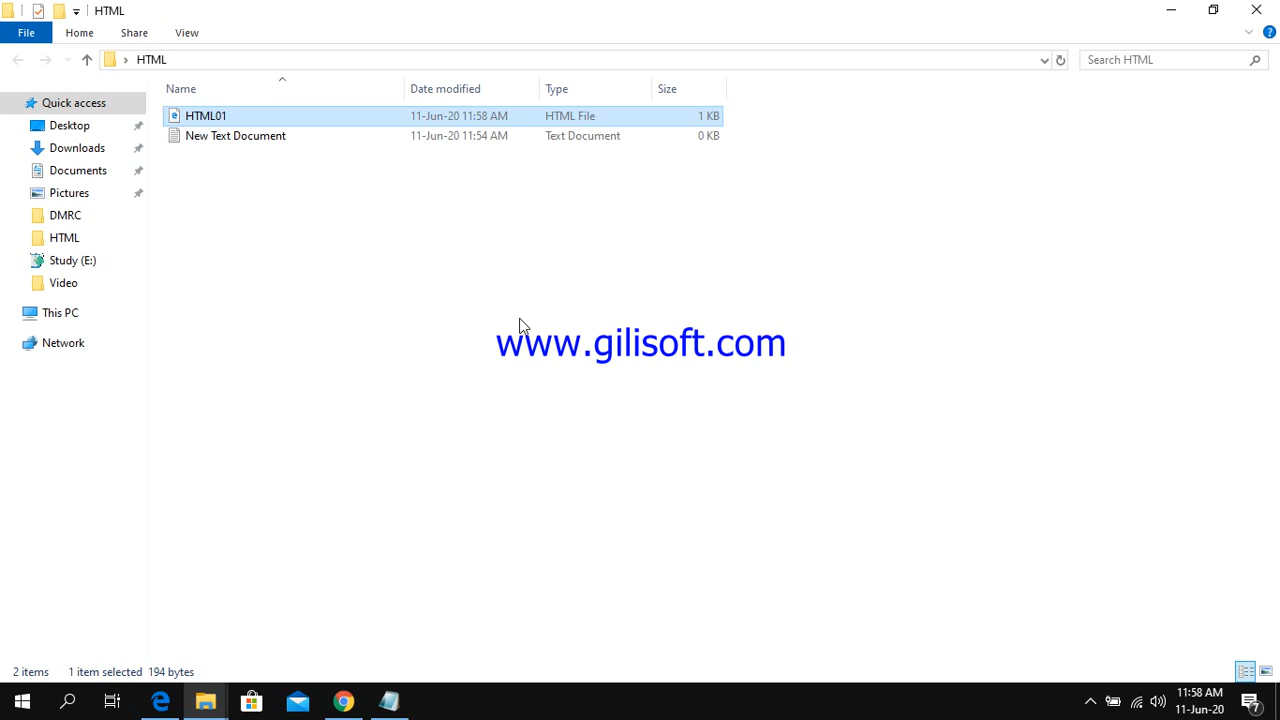 HTML
File Home Share View
HTML
Search HTML
Name Date modified Type Size
Quick access
HTML01 11-Jun-20 11:58 AM HTML File 1 KB
Desktop
New Text Document 11-Jun-20 11:54 AM Text Document 0 KB
Downloads
Documents
Pictures
DMRC
HTML
Study (E:)
Video
This PC
Network
www.gilisoft.com
2 items 1 item selected 194 bytes
11:58 AM
11-Jun-20
7